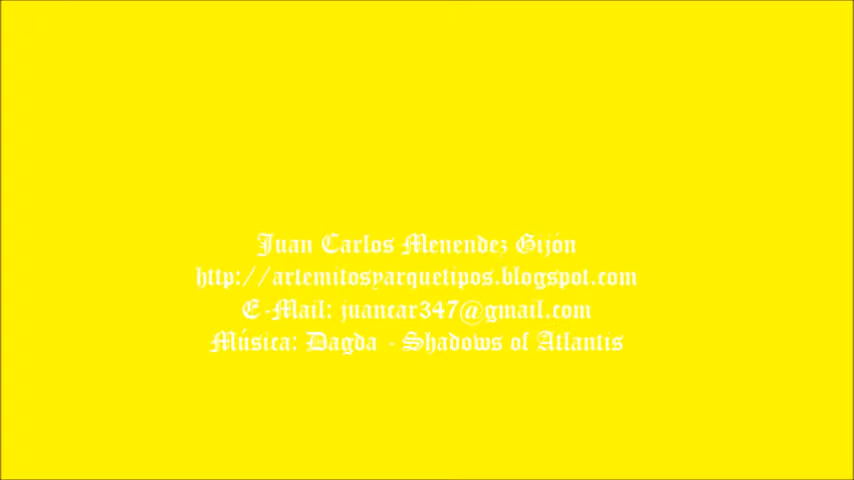 Juan Carlos Menendez Gijón
http://artemitosyarquetipos.blogspot.com
E-Mail: juancar347@gmail.com
Música: Dagda - Shadows of Atlantis